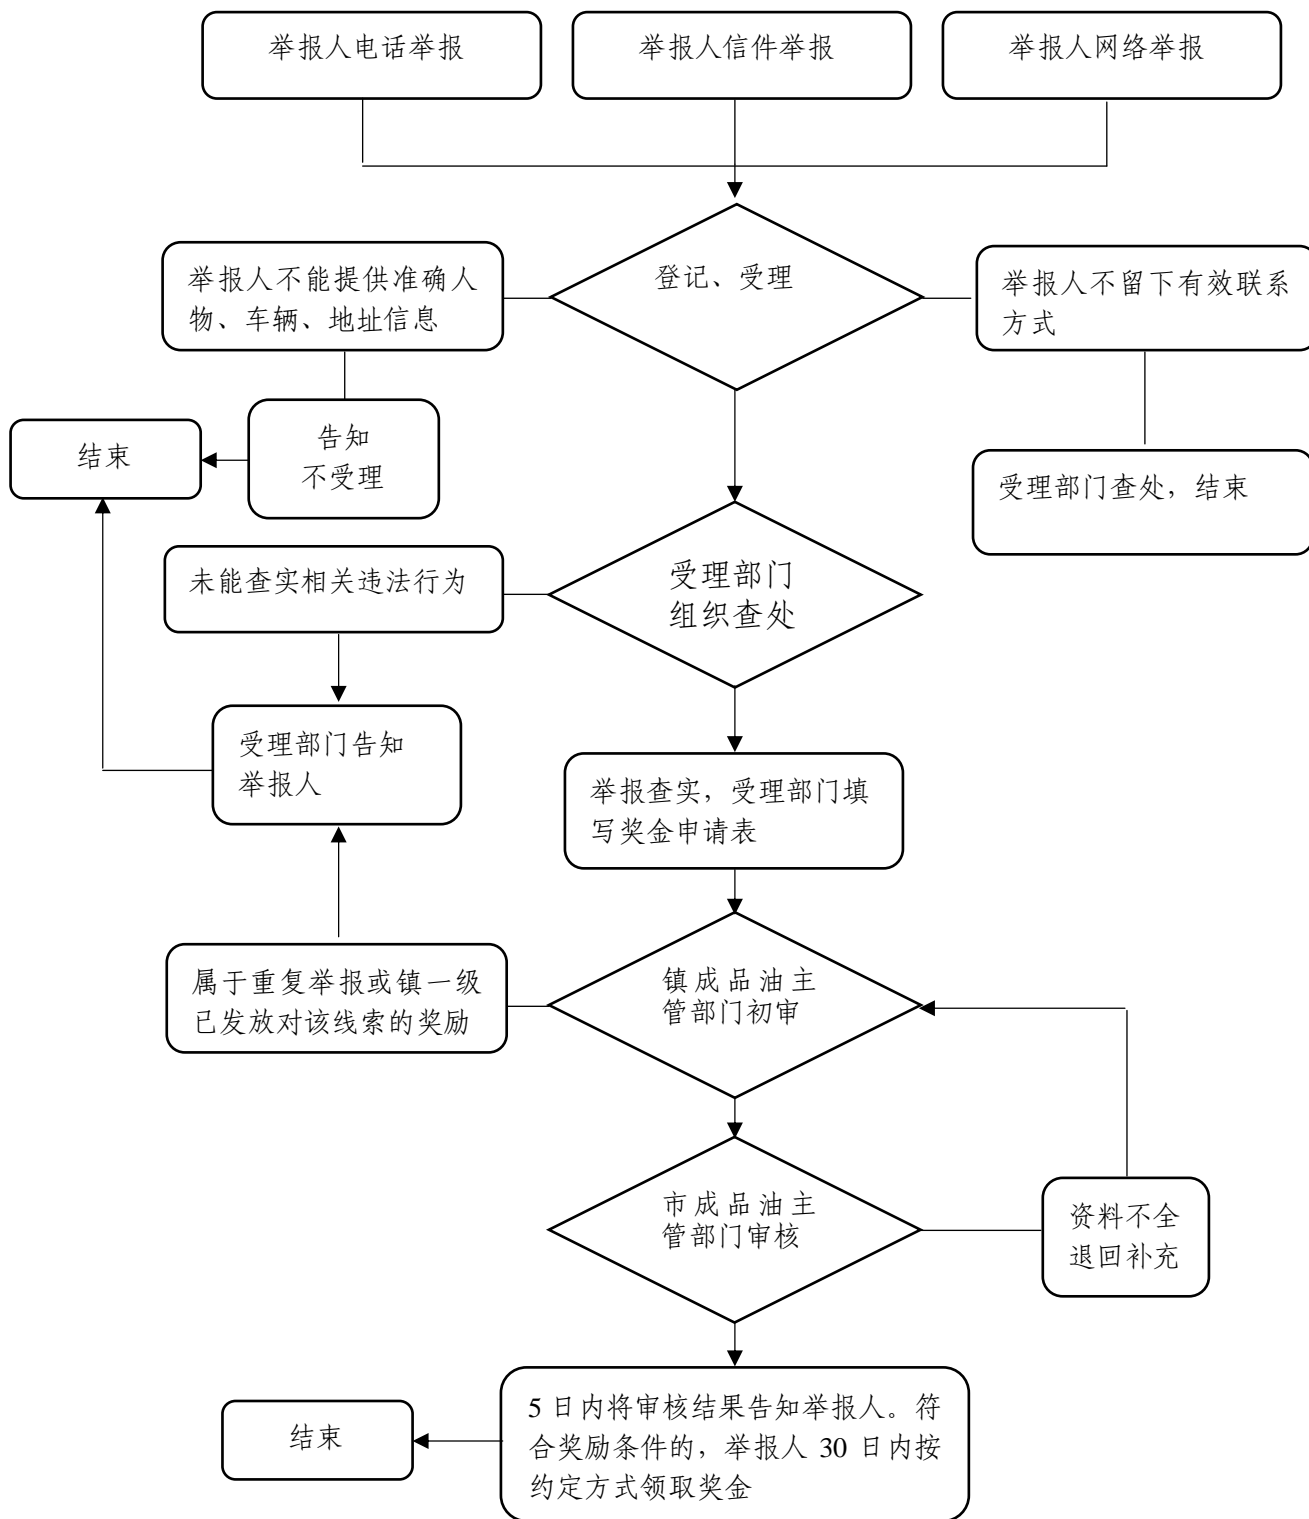 举报人电话举报
举报人信件举报
举报人网络举报
登记、受理
举报人不能提供准确人
物、车辆、地址信息
举报人不留下有效联系
方式
告知
不受理
结束
受理部门查处，结束
未能查实相关违法行为
受理部门
组织查处
受理部门告知
举报人
举报查实，受理部门填
写奖金申请表
属于重复举报或镇一级
已发放对该线索的奖励
镇成品油主
管部门初审
市成品油主
管部门审核
资料不全
退回补充
5 日内将审核结果告知举报人。符
合奖励条件的，举报人 30 日内按
约定方式领取奖金
结束